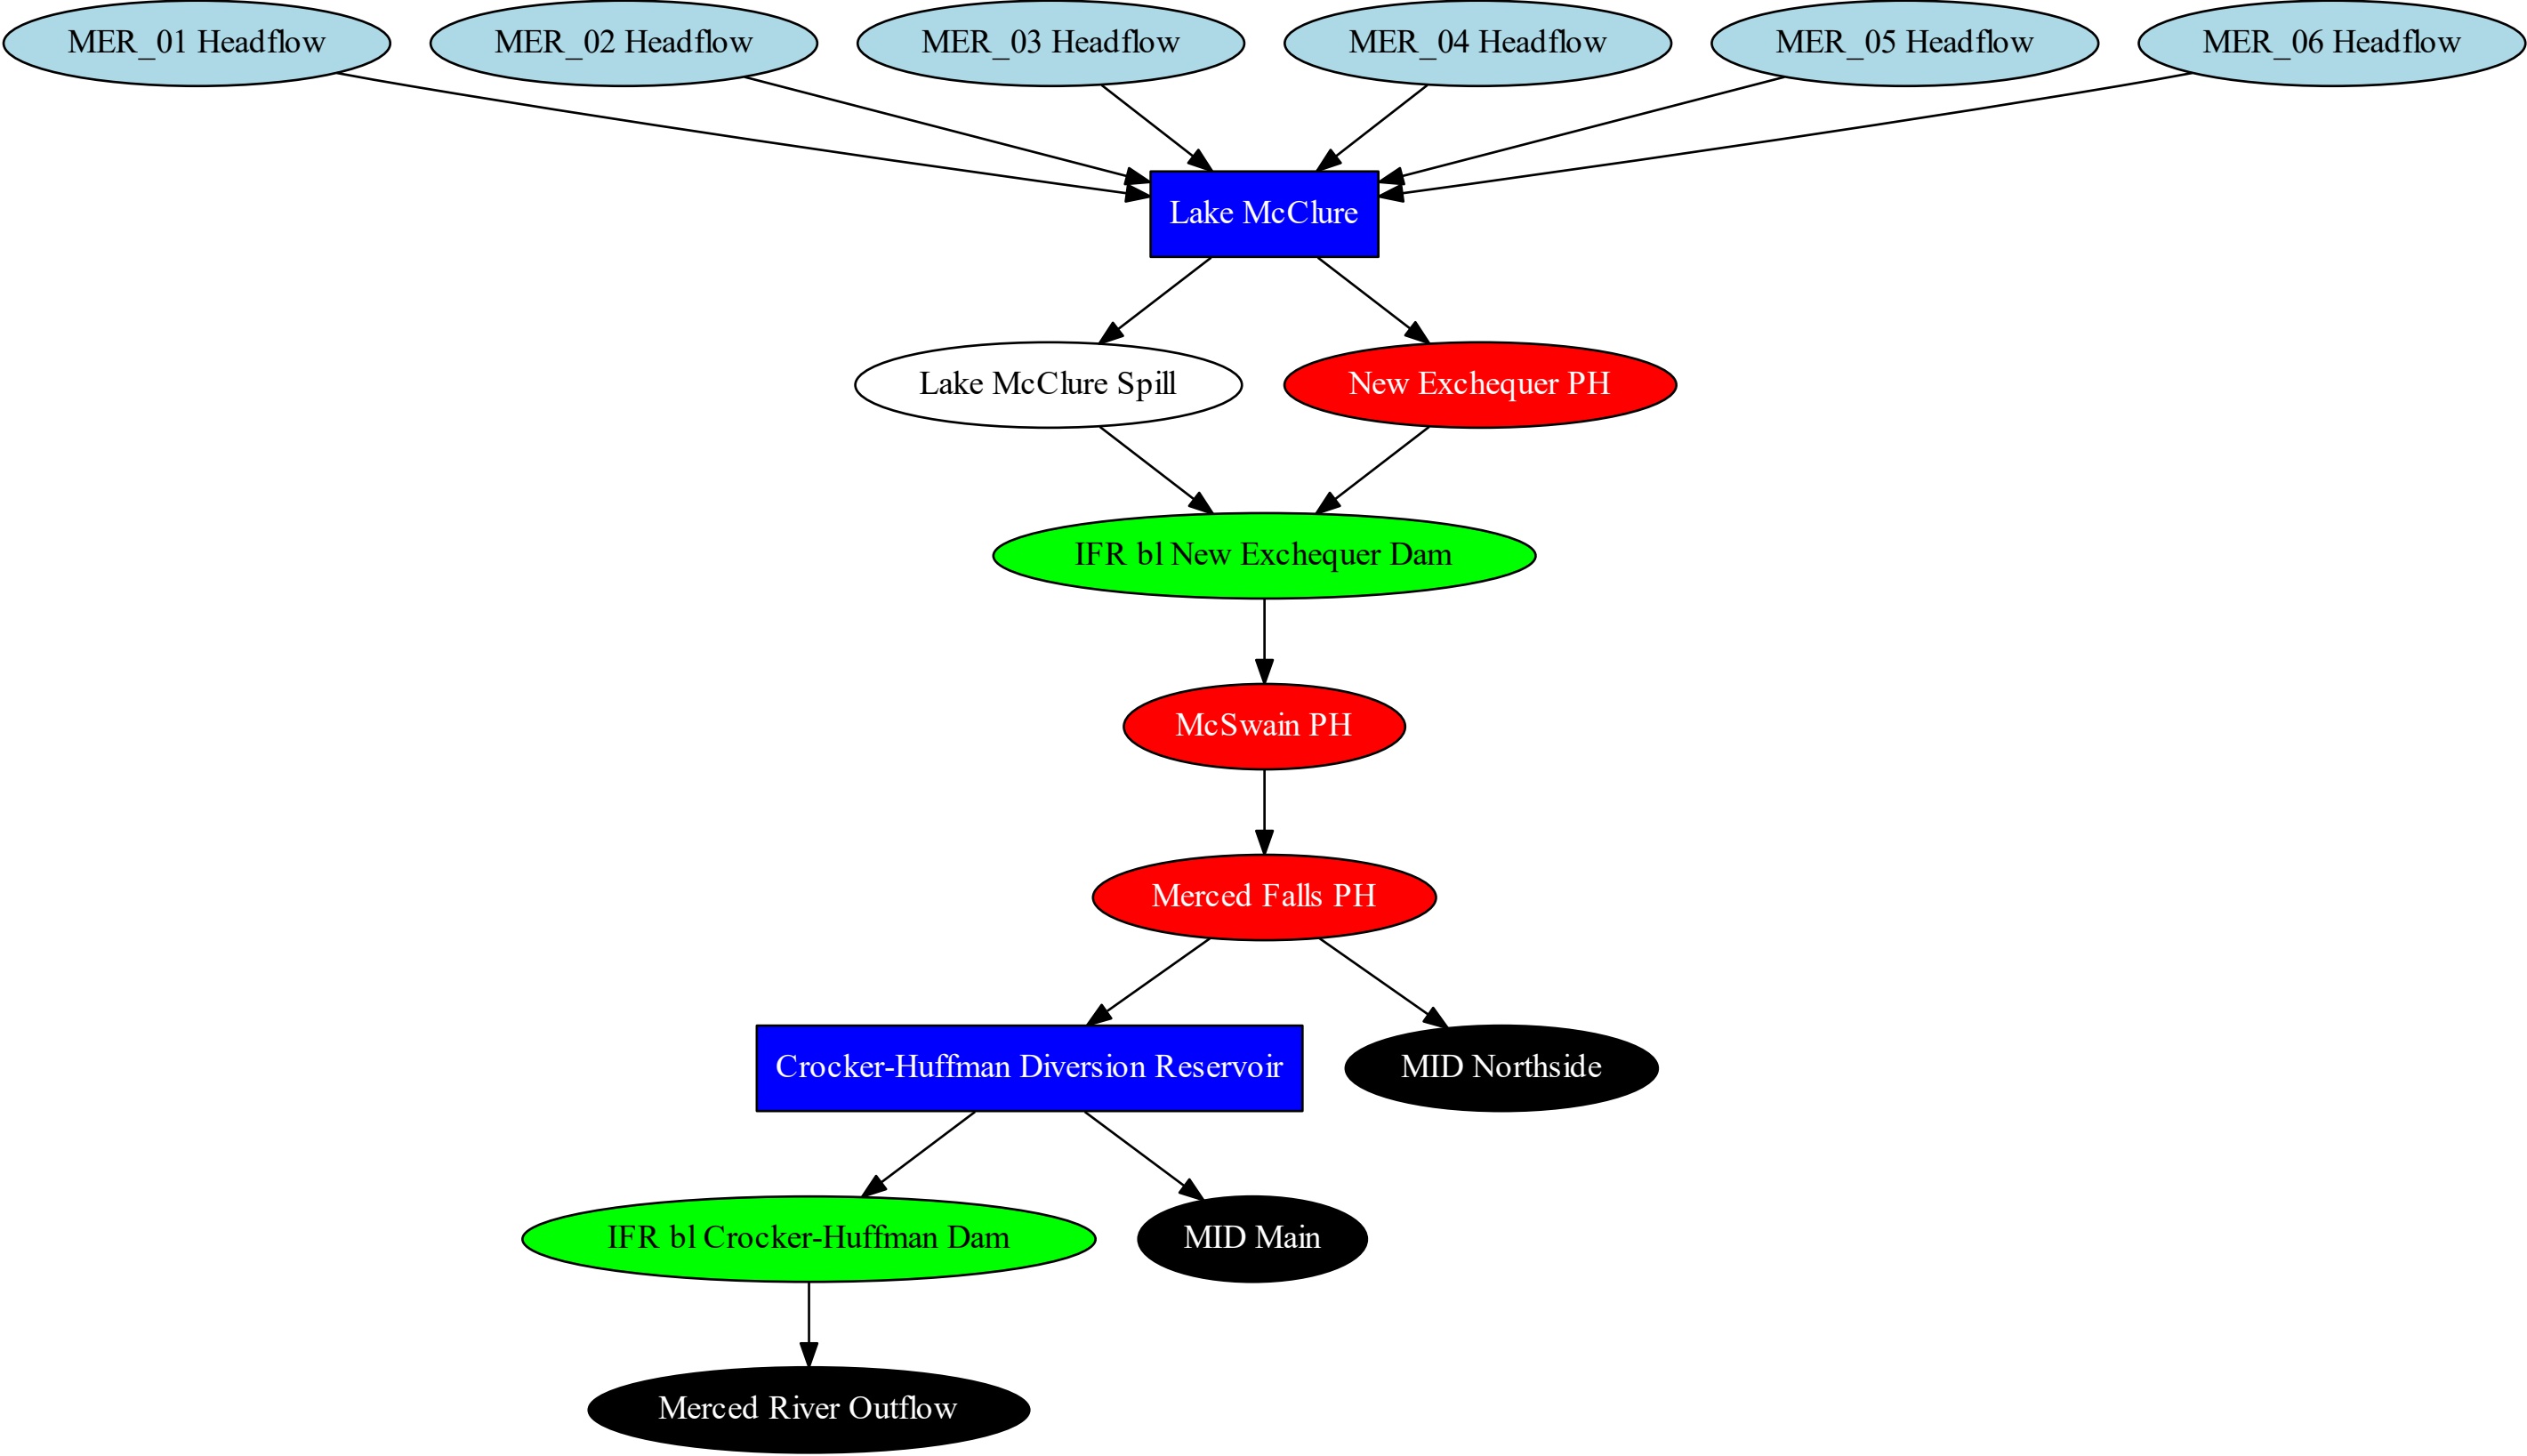 MER_01 Headflow
MER_02 Headflow
MER_03 Headflow
MER_04 Headflow
MER_05 Headflow
MER_06 Headflow
Lake McClure
Lake McClure Spill
New Exchequer PH
IFR bl New Exchequer Dam
McSwain PH
Merced Falls PH
Crocker-Huffman Diversion Reservoir
MID Northside
IFR bl Crocker-Huffman Dam
MID Main
Merced River Outflow